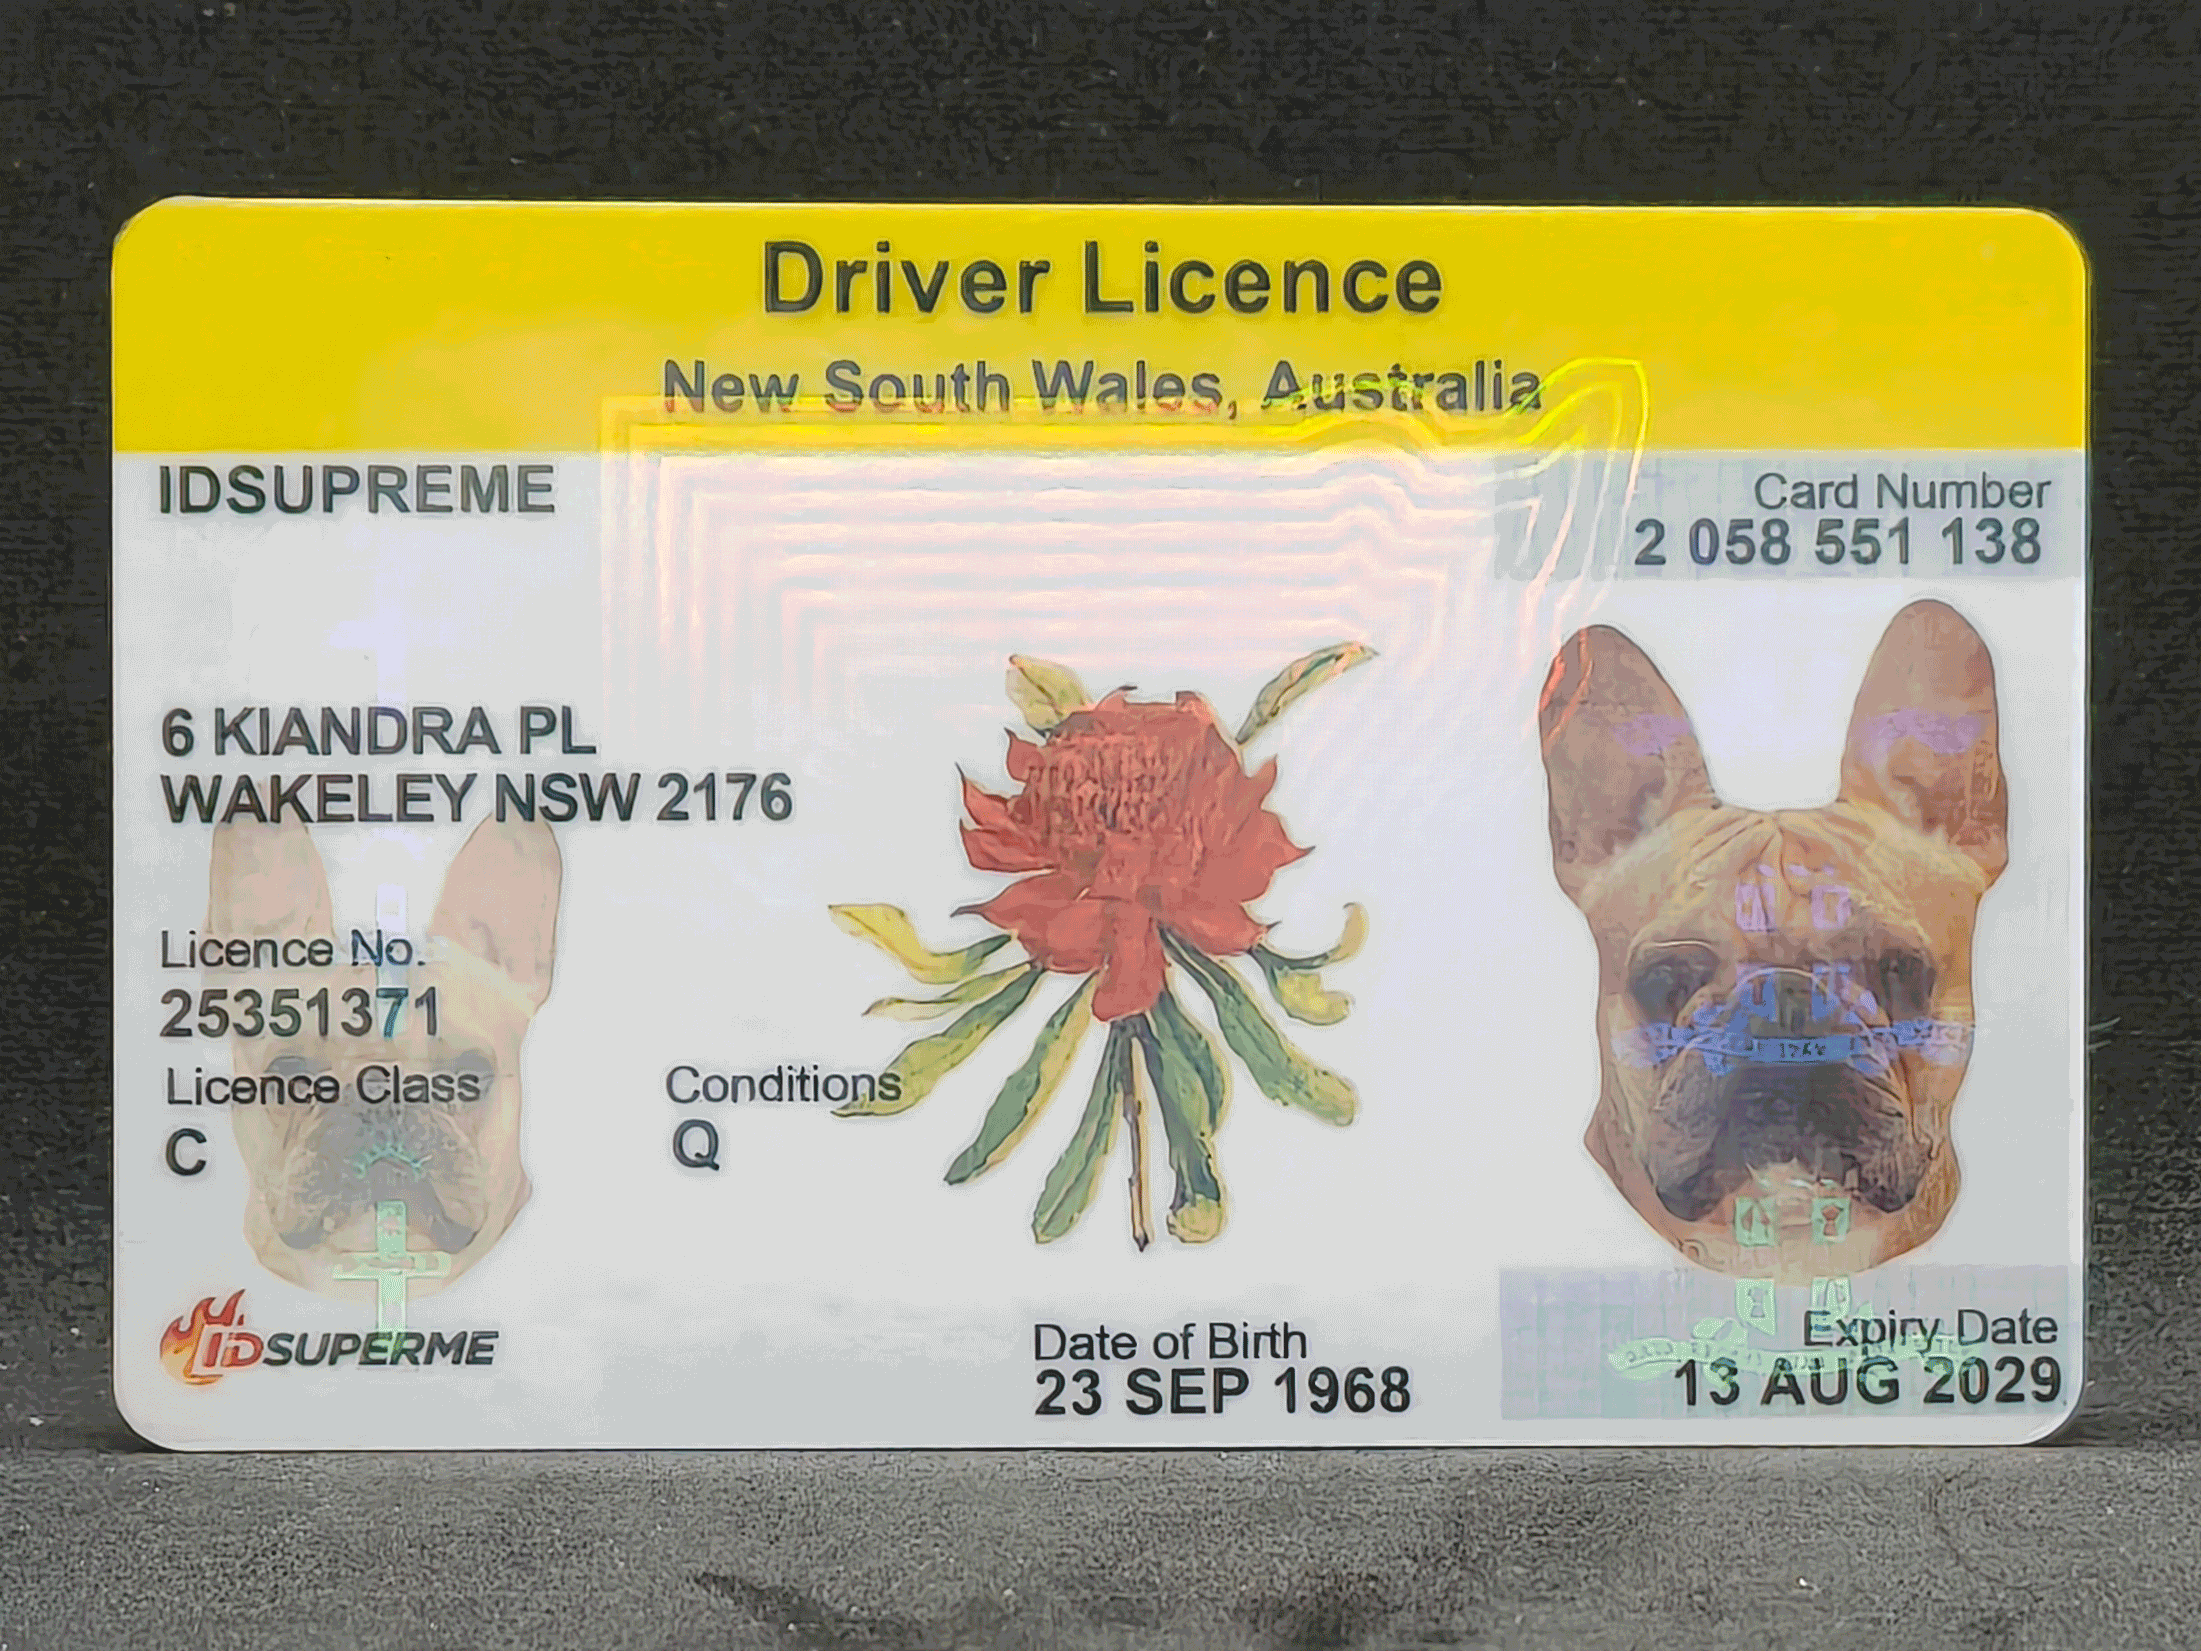 Driver Licence
New South Wales, Australia
IDSUPREME
Card Number
2 058 551 138
6 KIANDRA PL
WAKELEY NSW 2176
Licence No.
25351371
Licence Class
C
Conditions
Q
IDSUPERME
Date of Birth
23 SEP 1968
Expiry Date
13 AUG 2029